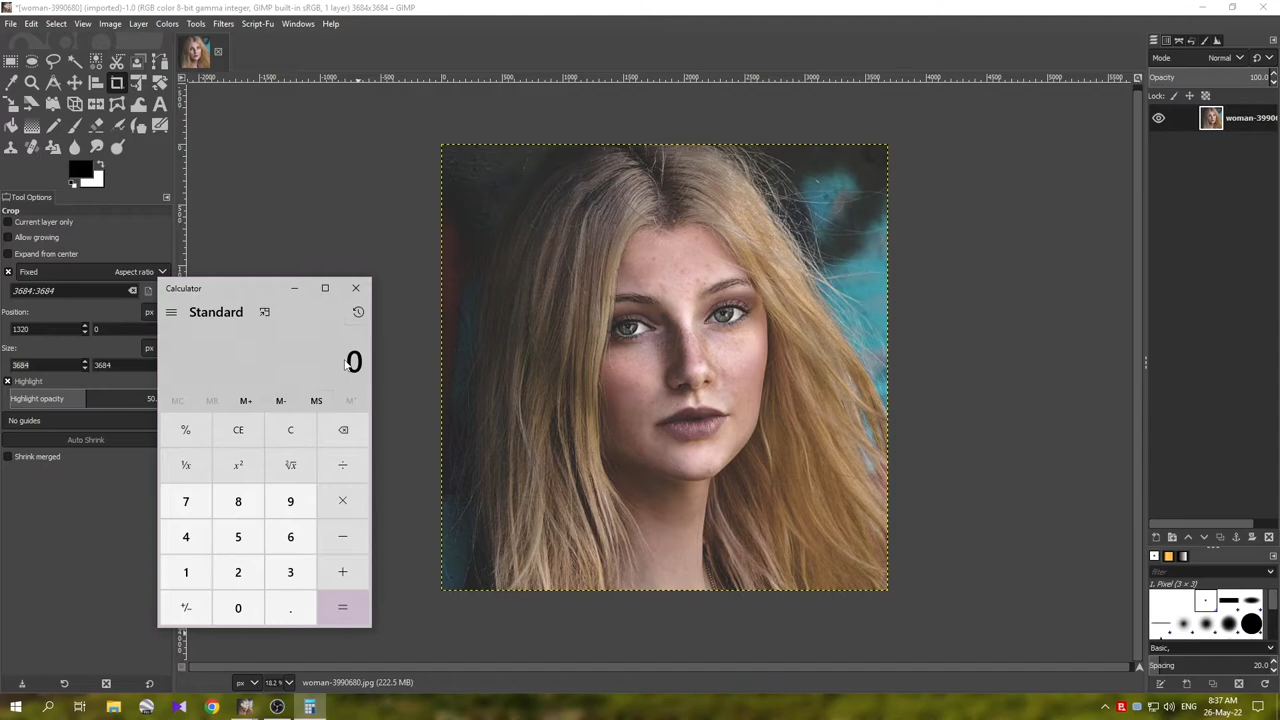 *[woman-3990680] (imported)-1.0 (RGB color 8-bit gamma integer, GIMP built-in sRGB, 1 layer) 3684x3684 – GIMP
File Edit Select View Image Layer Colors Tools Filters Script-Fu Windows Help
Mode Normal
Opacity 100.0
Lock:
woman-39906
Tool Options
Crop
Current layer only
Allow growing
Expand from center
Fixed Aspect ratio
3684:3684
Position: px
1320 0
Size: px
3684 3684
Highlight
Highlight opacity 50.
No guides
Auto Shrink
Shrink merged
Calculator
Standard
0
MC MR M+ M- MS M˅
% CE C
¹/x x² ²√x ÷
7 8 9 ×
4 5 6 −
1 2 3 +
+/− 0 . =
filter
1. Pixel (3 × 3)
Basic,
Spacing 20.0
px 18.2 % woman-3990680.jpg (222.5 MB)
ENG
8:37 AM
26-May-22